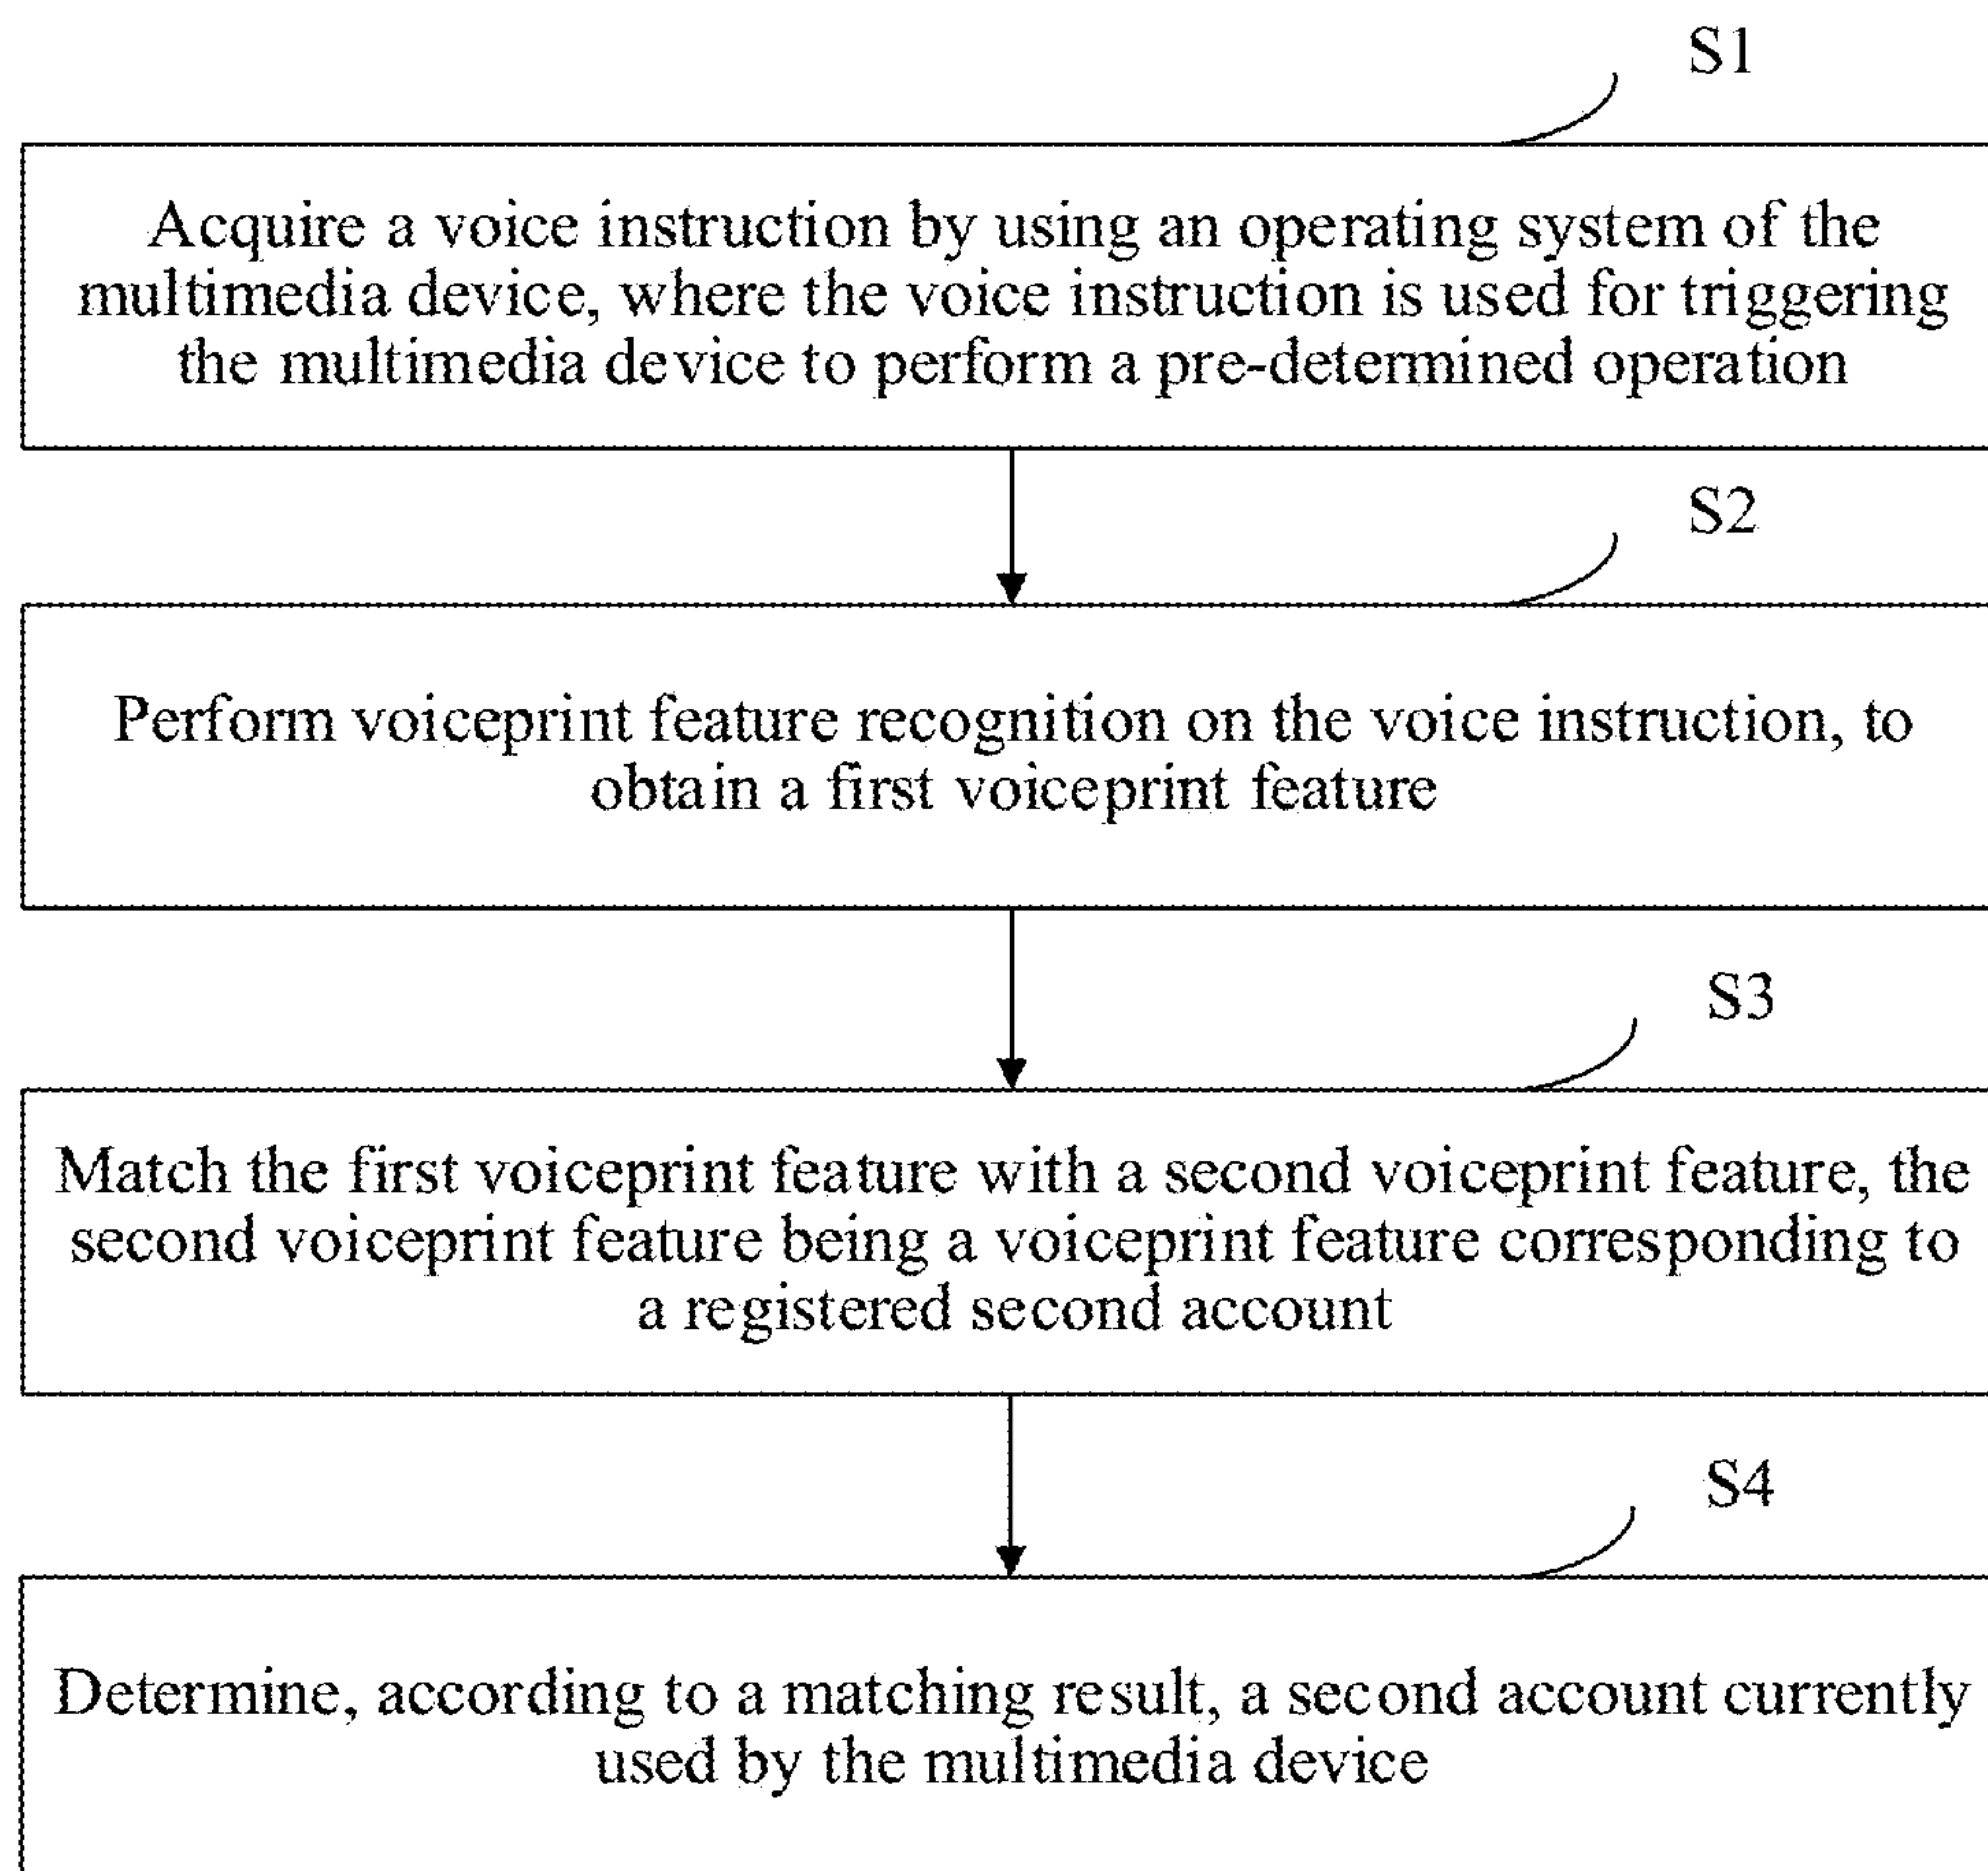 S1
Acquire a voice instruction by using an operating system of the
multimedia device, where the voice instruction is used for triggering
the multimedia device to perform a pre-determined operation
S2
Perform voiceprint feature recognition on the voice instruction, to
obtain a first voiceprint feature
S3
Match the first voiceprint feature with a second voiceprint feature, the
second voiceprint feature being a voiceprint feature corresponding to
a registered second account
S4
Determine, according to a matching result, a second account currently
used by the multimedia device